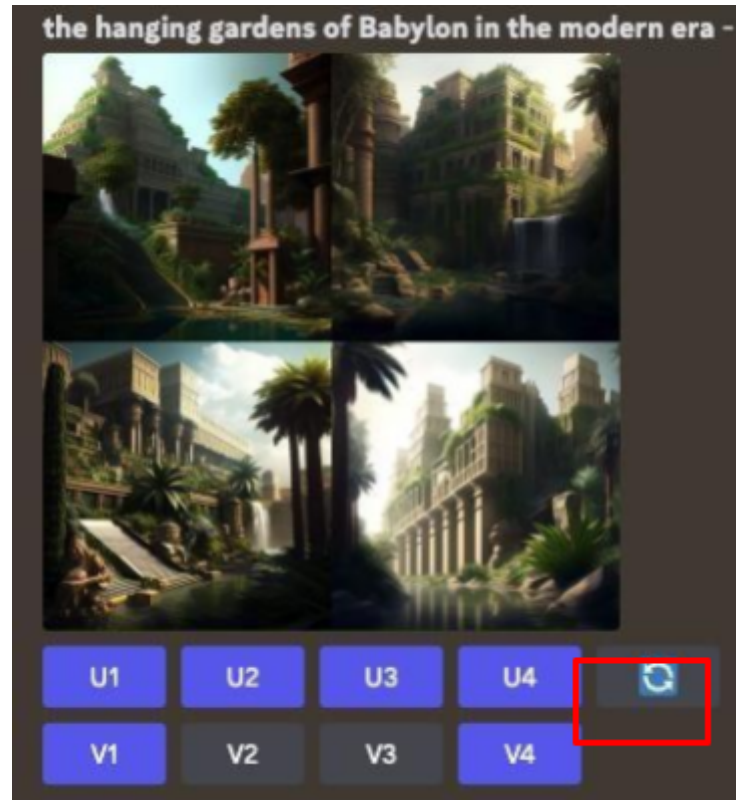 the hanging gardens of Babylon in the modern era -
U1 U2 U3 U4
V1 V2 V3 V4